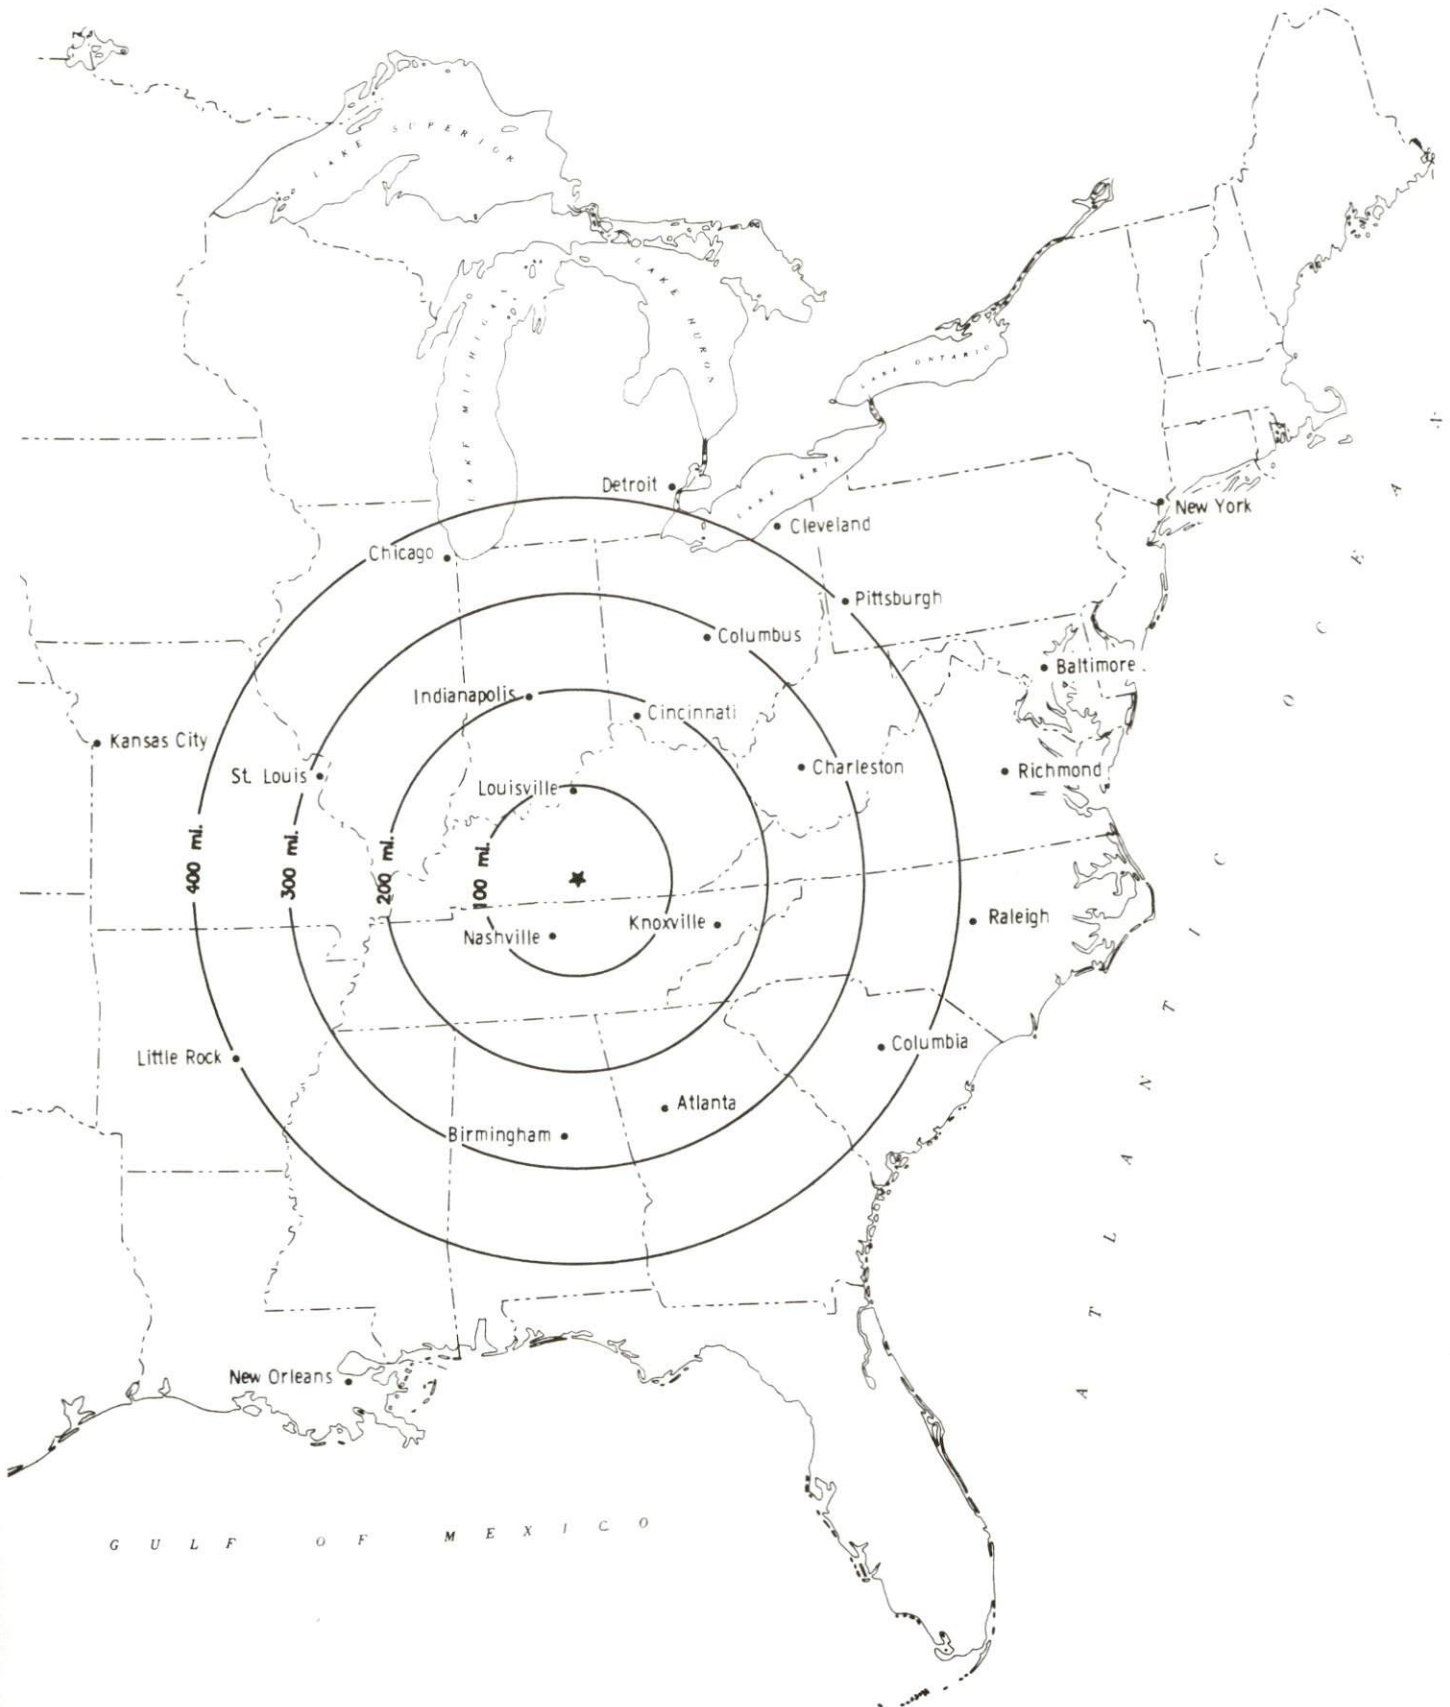 LAKE SUPERIOR
LAKE HURON
LAKE MICHIGAN
LAKE ONTARIO
LAKE ERIE
Detroit
Cleveland
New York
Chicago
Pittsburgh
Columbus
Baltimore
Indianapolis
Cincinnati
Kansas City
St. Louis
Charleston
Richmond
Louisville
400 mi.
300 mi.
200 mi.
100 mi.
Raleigh
Knoxville
Nashville
Columbia
Little Rock
Atlanta
Birmingham
New Orleans
ATLANTIC OCEAN
GULF OF MEXICO